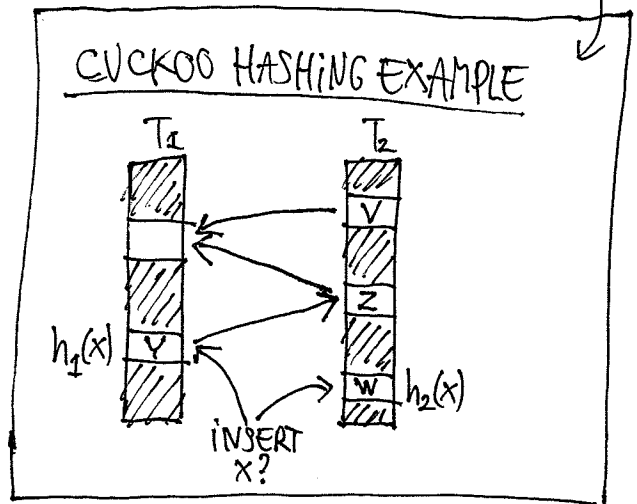 CUCKOO HASHING EXAMPLE
T1 T2
V
Z
h1(x) Y
W h2(x)
INSERT
X?